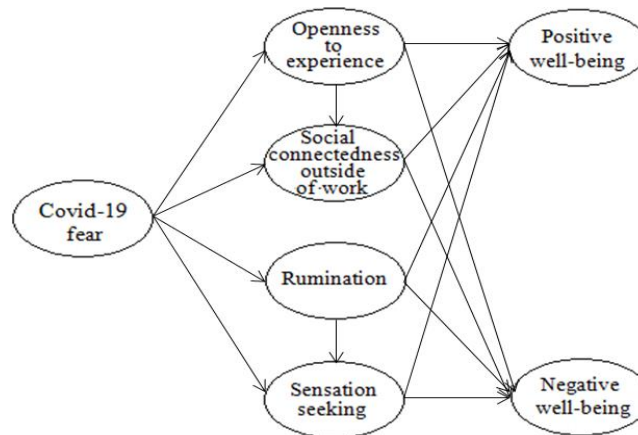 Openness
to
experience
Positive
well-being
Social
connectedness
outside
of·work
Covid-19
fear
Rumination
Sensation
seeking
Negative
well-being